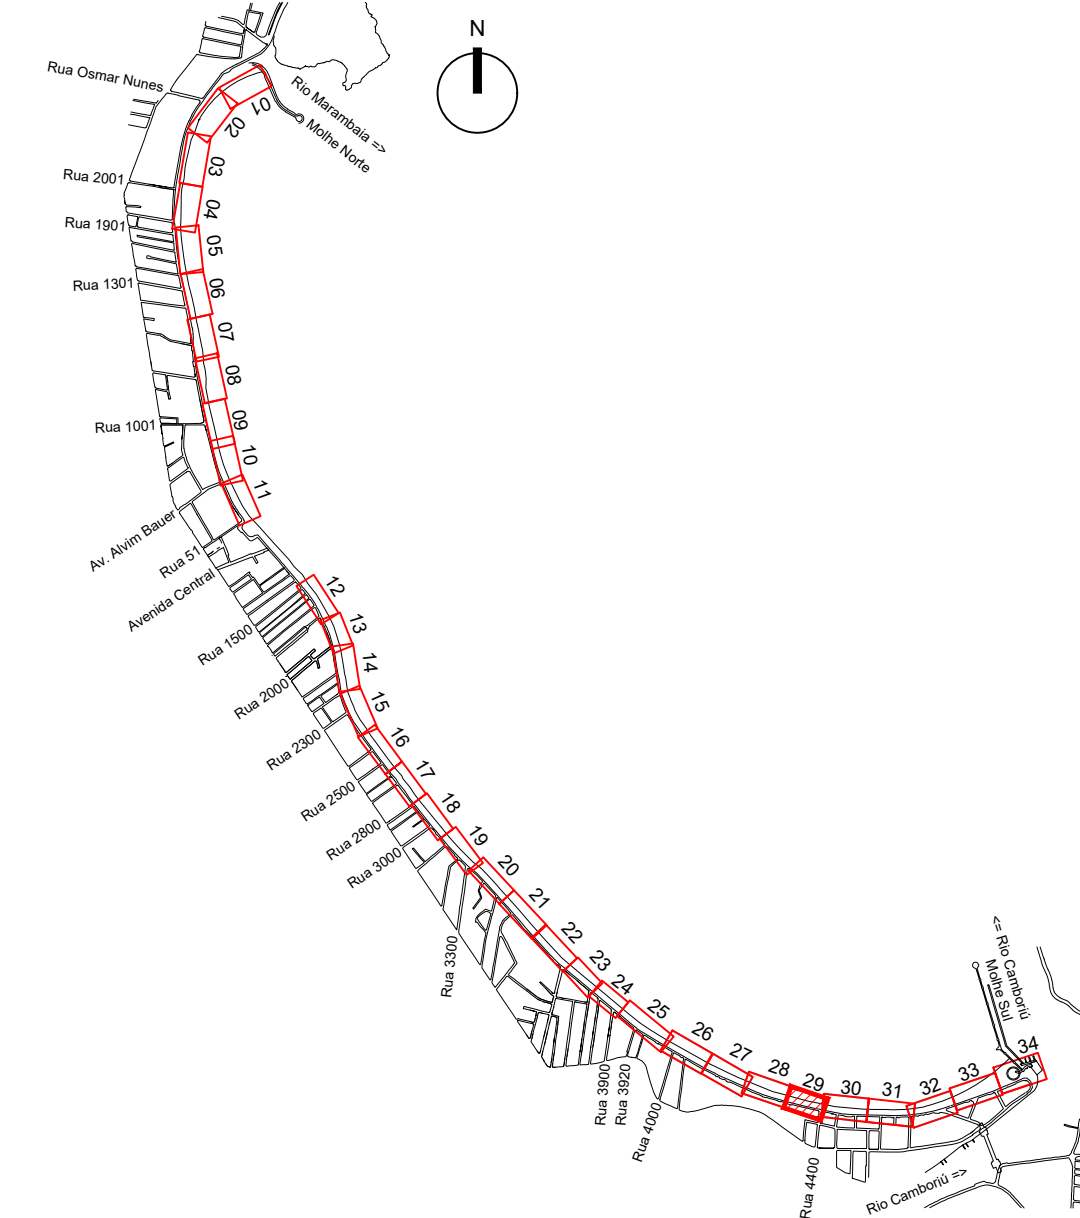 N
Rua Osmar Nunes
Rio Marambaia =>
Molhe Norte
01
02
03
Rua 2001
04
Rua 1901
05
Rua 1301
06
07
08
09
Rua 1001
10
11
Av. Alvim Bauer
Rua 51
Avenida Central
12
Rua 1500
13
14
Rua 2000
15
Rua 2300
16
17
Rua 2500
18
Rua 2800
19
Rua 3000
20
21
Rua 3300
22
23
24
25
26
27
28
29
30
31
32
33
34
<= Rio Camboriú
Molhe Sul
Rua 3900
Rua 3920
Rua 4000
Rua 4400
Rio Camboriú =>